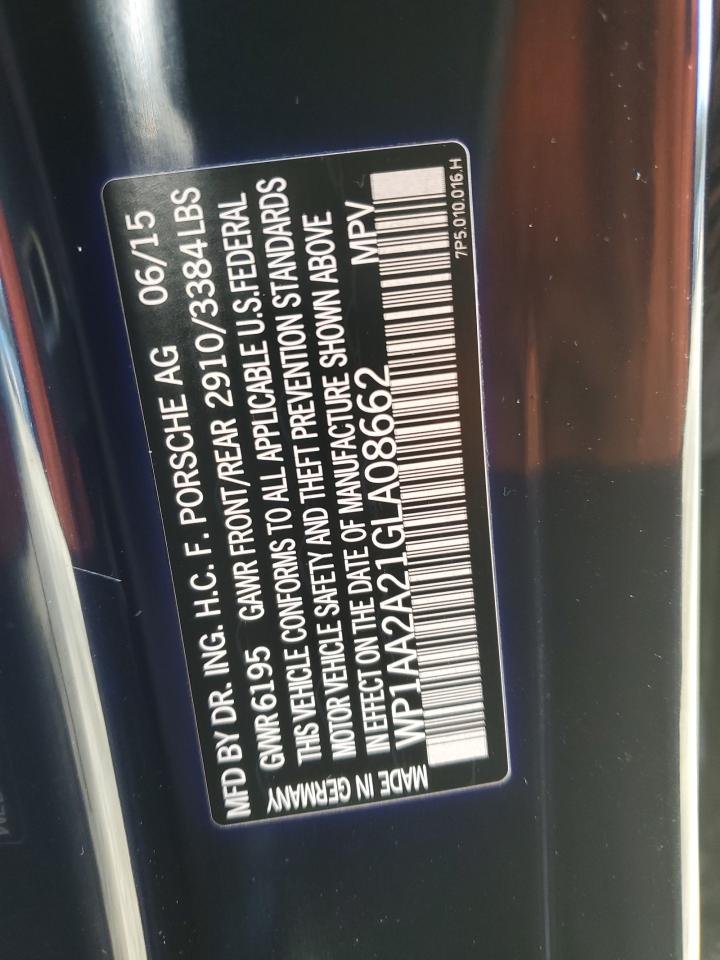 MFD BY DR. ING. H.C. F. PORSCHE AG 06/15
GVWR 6195 GAWR FRONT/REAR 2910/3384 LBS
THIS VEHICLE CONFORMS TO ALL APPLICABLE U.S. FEDERAL
MOTOR VEHICLE SAFETY AND THEFT PREVENTION STANDARDS
IN EFFECT ON THE DATE OF MANUFACTURE SHOWN ABOVE
WP1AA2A21GLA08662 MPV
MADE IN GERMANY
7P5.010.016.H